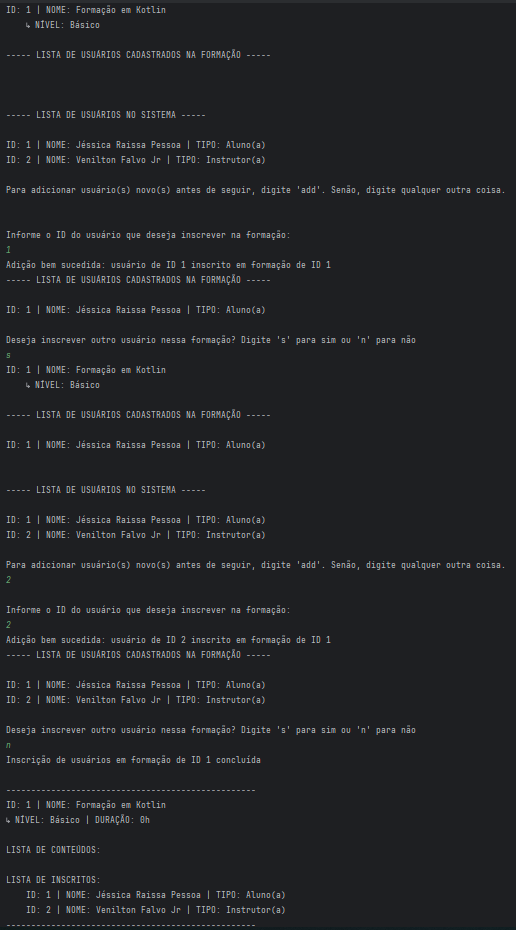 ID: 1 | NOME: Formação em Kotlin
↳ NÍVEL: Básico
----- LISTA DE USUÁRIOS CADASTRADOS NA FORMAÇÃO -----
----- LISTA DE USUÁRIOS NO SISTEMA -----
ID: 1 | NOME: Jéssica Raissa Pessoa | TIPO: Aluno(a)
ID: 2 | NOME: Venilton Falvo Jr | TIPO: Instrutor(a)
Para adicionar usuário(s) novo(s) antes de seguir, digite 'add'. Senão, digite qualquer outra coisa.
Informe o ID do usuário que deseja inscrever na formação:
1
Adição bem sucedida: usuário de ID 1 inscrito em formação de ID 1
----- LISTA DE USUÁRIOS CADASTRADOS NA FORMAÇÃO -----
ID: 1 | NOME: Jéssica Raissa Pessoa | TIPO: Aluno(a)
Deseja inscrever outro usuário nessa formação? Digite 's' para sim ou 'n' para não
s
ID: 1 | NOME: Formação em Kotlin
↳ NÍVEL: Básico
----- LISTA DE USUÁRIOS CADASTRADOS NA FORMAÇÃO -----
ID: 1 | NOME: Jéssica Raissa Pessoa | TIPO: Aluno(a)
----- LISTA DE USUÁRIOS NO SISTEMA -----
ID: 1 | NOME: Jéssica Raissa Pessoa | TIPO: Aluno(a)
ID: 2 | NOME: Venilton Falvo Jr | TIPO: Instrutor(a)
Para adicionar usuário(s) novo(s) antes de seguir, digite 'add'. Senão, digite qualquer outra coisa.
2
Informe o ID do usuário que deseja inscrever na formação:
2
Adição bem sucedida: usuário de ID 2 inscrito em formação de ID 1
----- LISTA DE USUÁRIOS CADASTRADOS NA FORMAÇÃO -----
ID: 1 | NOME: Jéssica Raissa Pessoa | TIPO: Aluno(a)
ID: 2 | NOME: Venilton Falvo Jr | TIPO: Instrutor(a)
Deseja inscrever outro usuário nessa formação? Digite 's' para sim ou 'n' para não
n
Inscrição de usuários em formação de ID 1 concluída
--------------------------------------------------
ID: 1 | NOME: Formação em Kotlin
↳ NÍVEL: Básico | DURAÇÃO: 0h
LISTA DE CONTEÚDOS:
LISTA DE INSCRITOS:
ID: 1 | NOME: Jéssica Raissa Pessoa | TIPO: Aluno(a)
ID: 2 | NOME: Venilton Falvo Jr | TIPO: Instrutor(a)
--------------------------------------------------